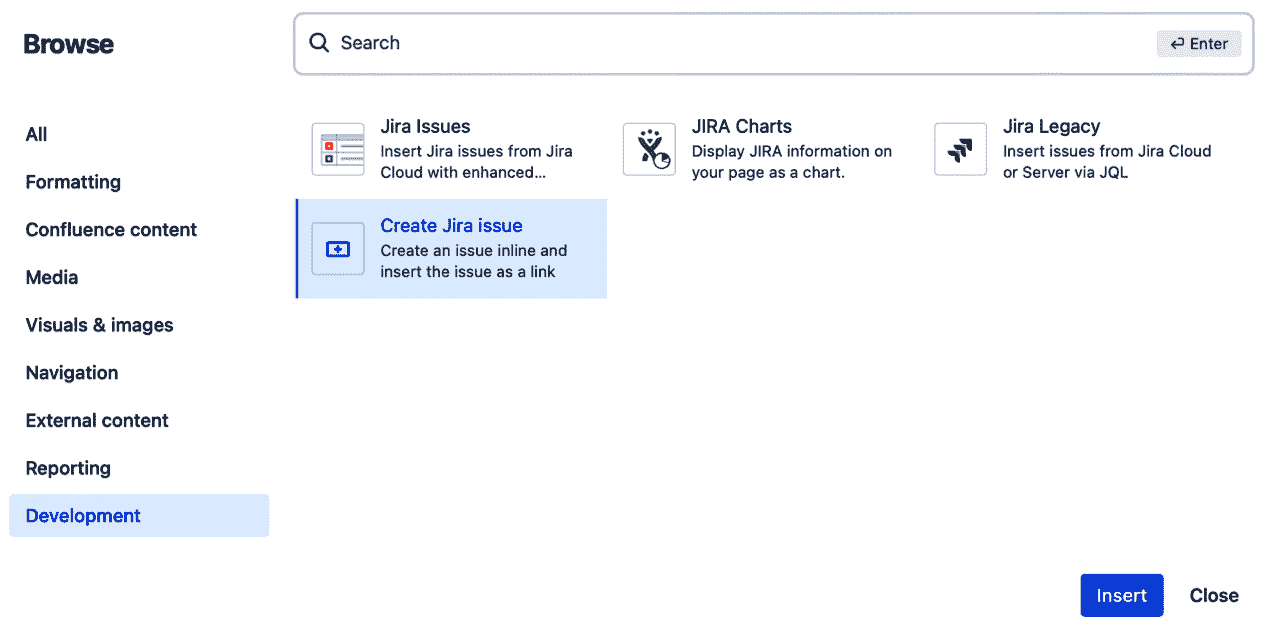 Browse
Search
Enter
All
Formatting
Confluence content
Media
Visuals & images
Navigation
External content
Reporting
Development
Jira Issues
Insert Jira issues from Jira
Cloud with enhanced...
JIRA Charts
Display JIRA information on
your page as a chart.
Jira Legacy
Insert issues from Jira Cloud
or Server via JQL
Create Jira issue
Create an issue inline and
insert the issue as a link
Insert
Close